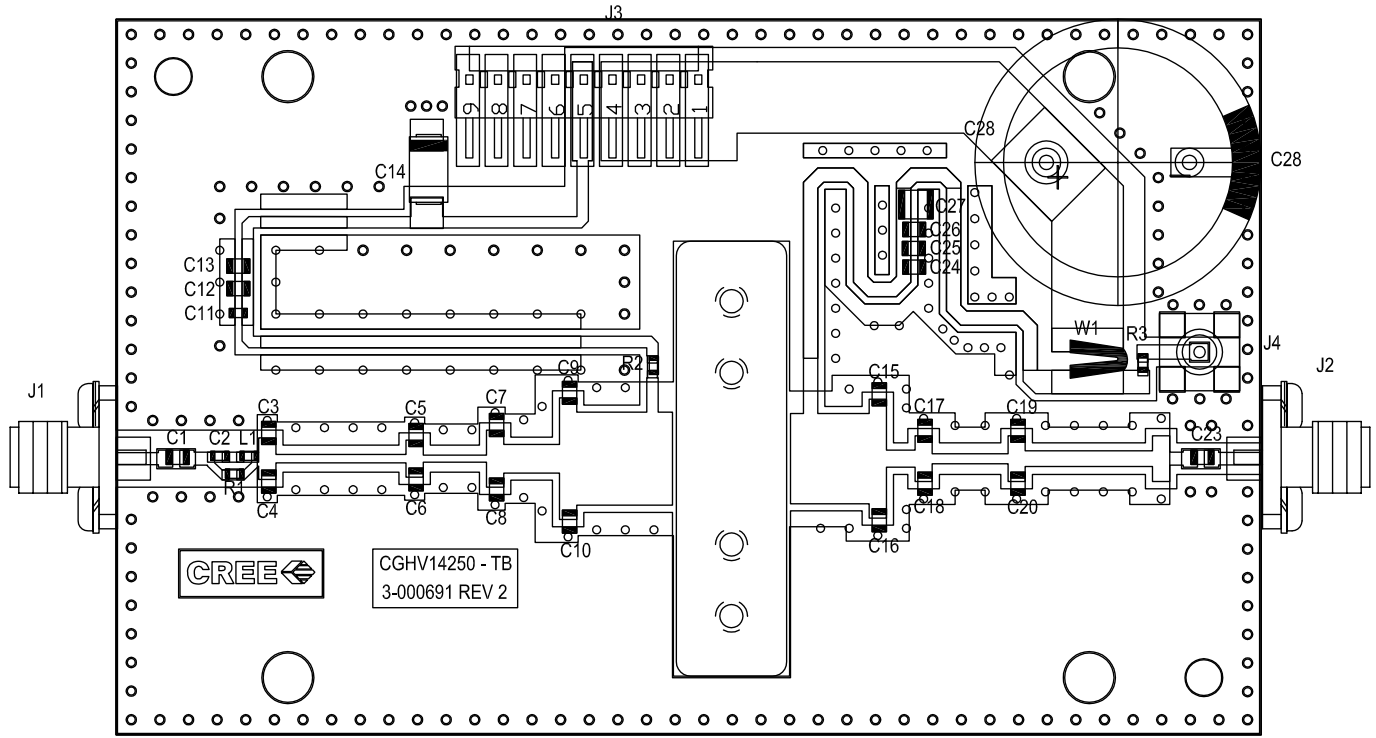 J3
9 8 7 6 5 4 3 2 1
C28
C28
C14
C27
C26
C25
C24
C13
C12
C11
W1
R3
J4
J2
J1
R2
C9
C15
C3
C5
C7
C17
C19
C1
C2
L1
C23
R1
C4
C6
C8
C10
C18
C20
C16
CREE
CGHV14250 - TB
3-000691 REV 2